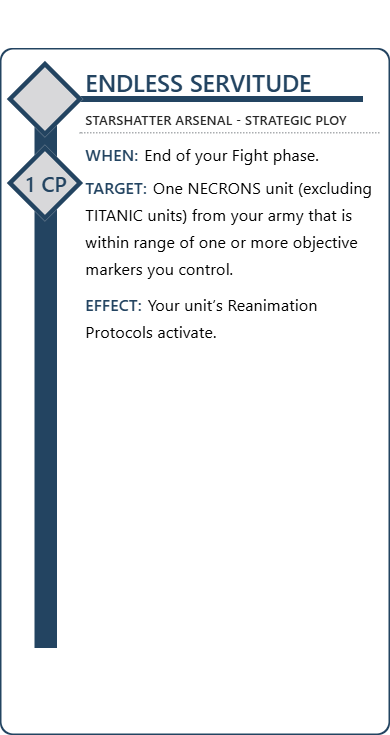 ENDLESS SERVITUDE
STARSHATTER ARSENAL - STRATEGIC PLOY
WHEN: End of your Fight phase.
1 CP
TARGET: One NECRONS unit (excluding
TITANIC units) from your army that is
within range of one or more objective
markers you control.
EFFECT: Your unit’s Reanimation
Protocols activate.